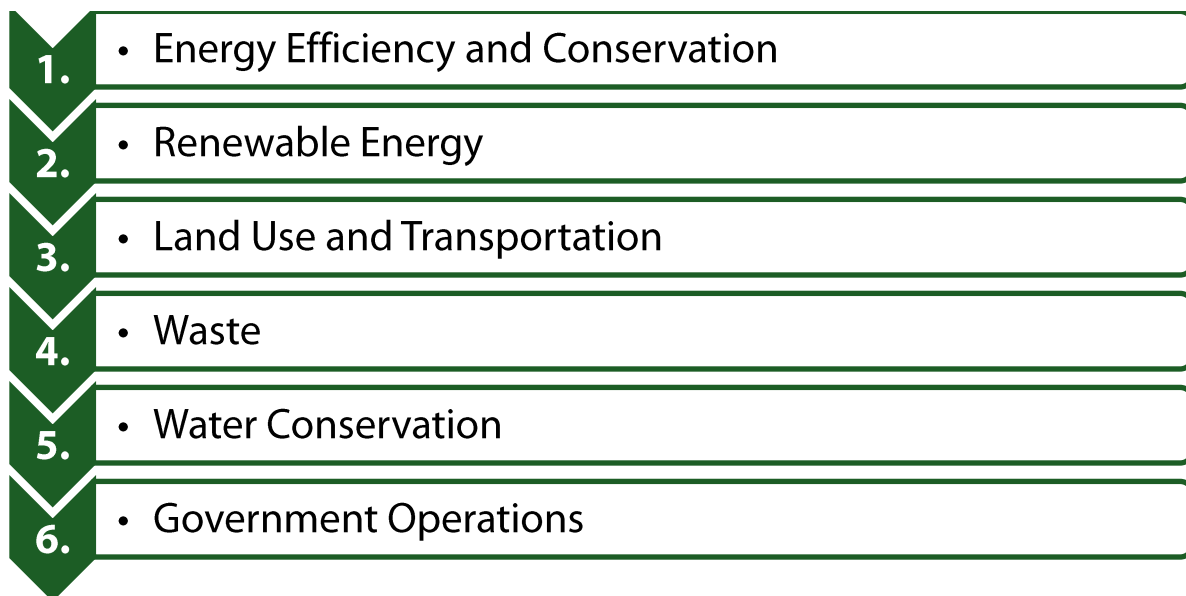 1. • Energy Efficiency and Conservation
2. • Renewable Energy
3. • Land Use and Transportation
4. • Waste
5. • Water Conservation
6. • Government Operations